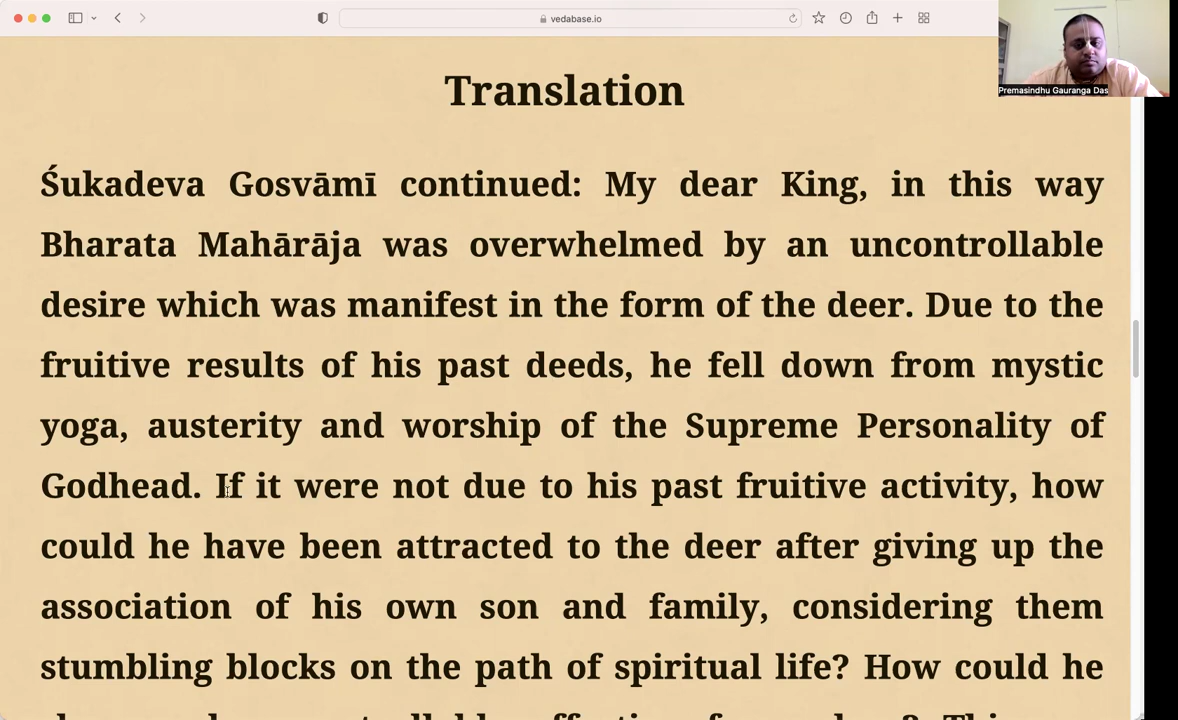 vedabase.io
Premasindhu Gauranga Das
Translation
Śukadeva Gosvāmī continued: My dear King, in this way
Bharata Mahārāja was overwhelmed by an uncontrollable
desire which was manifest in the form of the deer. Due to the
fruitive results of his past deeds, he fell down from mystic
yoga, austerity and worship of the Supreme Personality of
Godhead. If it were not due to his past fruitive activity, how
could he have been attracted to the deer after giving up the
association of his own son and family, considering them
stumbling blocks on the path of spiritual life? How could he